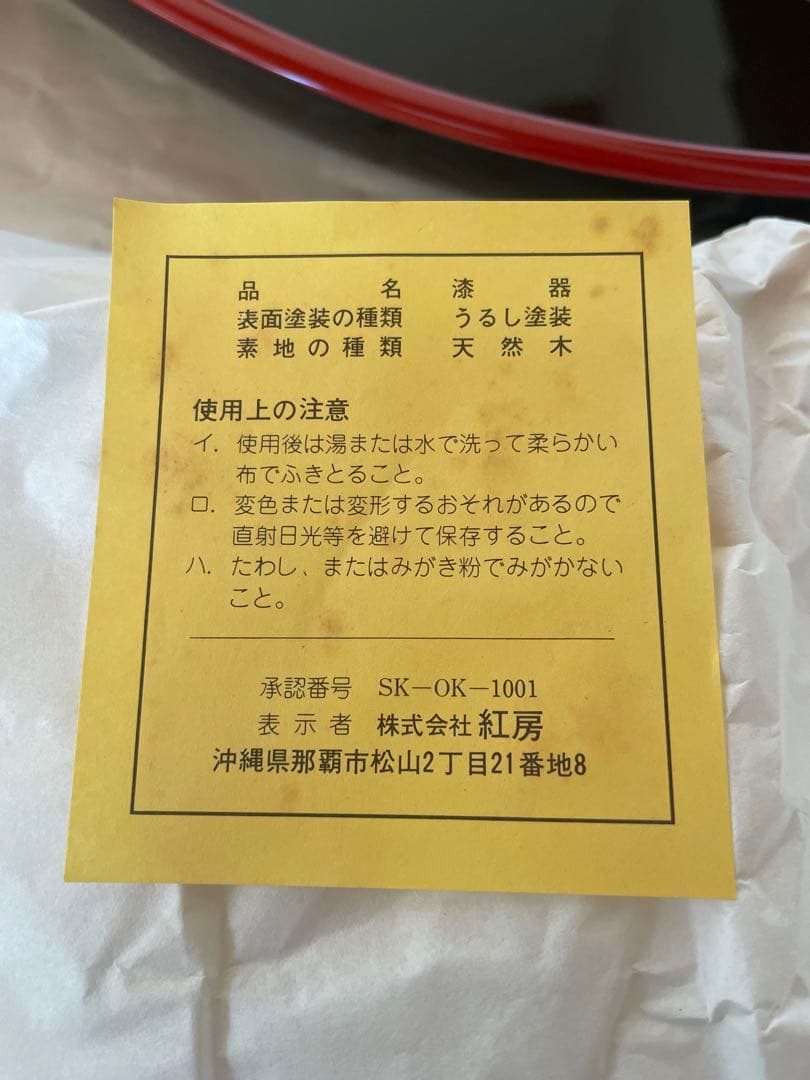 品名 漆器
表面塗装の種類 うるし塗装
素地の種類 天然木
使用上の注意
イ. 使用後は湯または水で洗って柔らかい
布でふきとること。
ロ. 変色または変形するおそれがあるので
直射日光等を避けて保存すること。
ハ. たわし、またはみがき粉でみがかない
こと。
承認番号 SK-OK-1001
表示者 株式会社 紅房
沖縄県那覇市松山2丁目21番地8